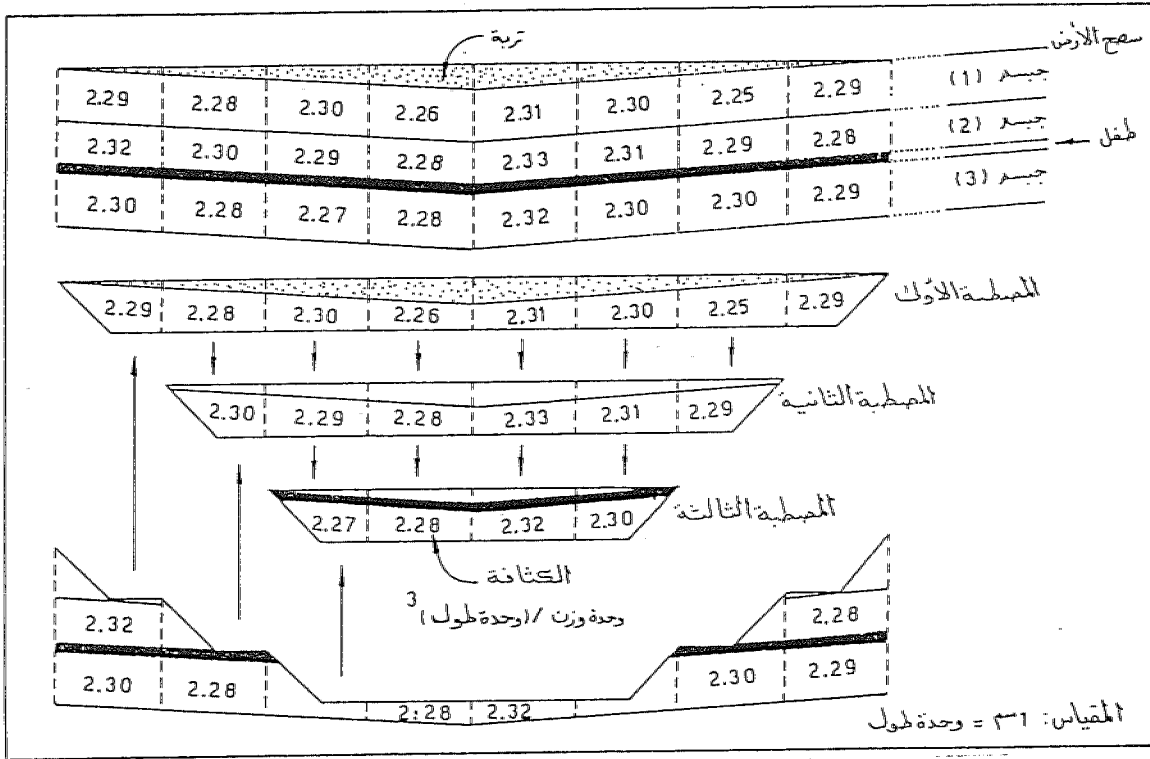 تربة
سطح الأرض
2.29 2.28 2.30 2.26 2.31 2.30 2.25 2.29 جبس (1)
2.32 2.30 2.29 2.28 2.33 2.31 2.29 2.28 جبس (2)
طفل
2.30 2.28 2.27 2.28 2.32 2.30 2.30 2.29 جبس (3)
2.29 2.28 2.30 2.26 2.31 2.30 2.25 2.29 المصطبة الأولى
2.30 2.29 2.28 2.33 2.31 2.29 المصطبة الثانية
2.27 2.28 2.32 2.30 المصطبة الثالثة
الكثافة
وحدة وزن / (وحدة طول)3
2.32 2.28
2.30 2.28 2.30 2.29
2:28 2.32
المقياس: 1سم = وحدة طول